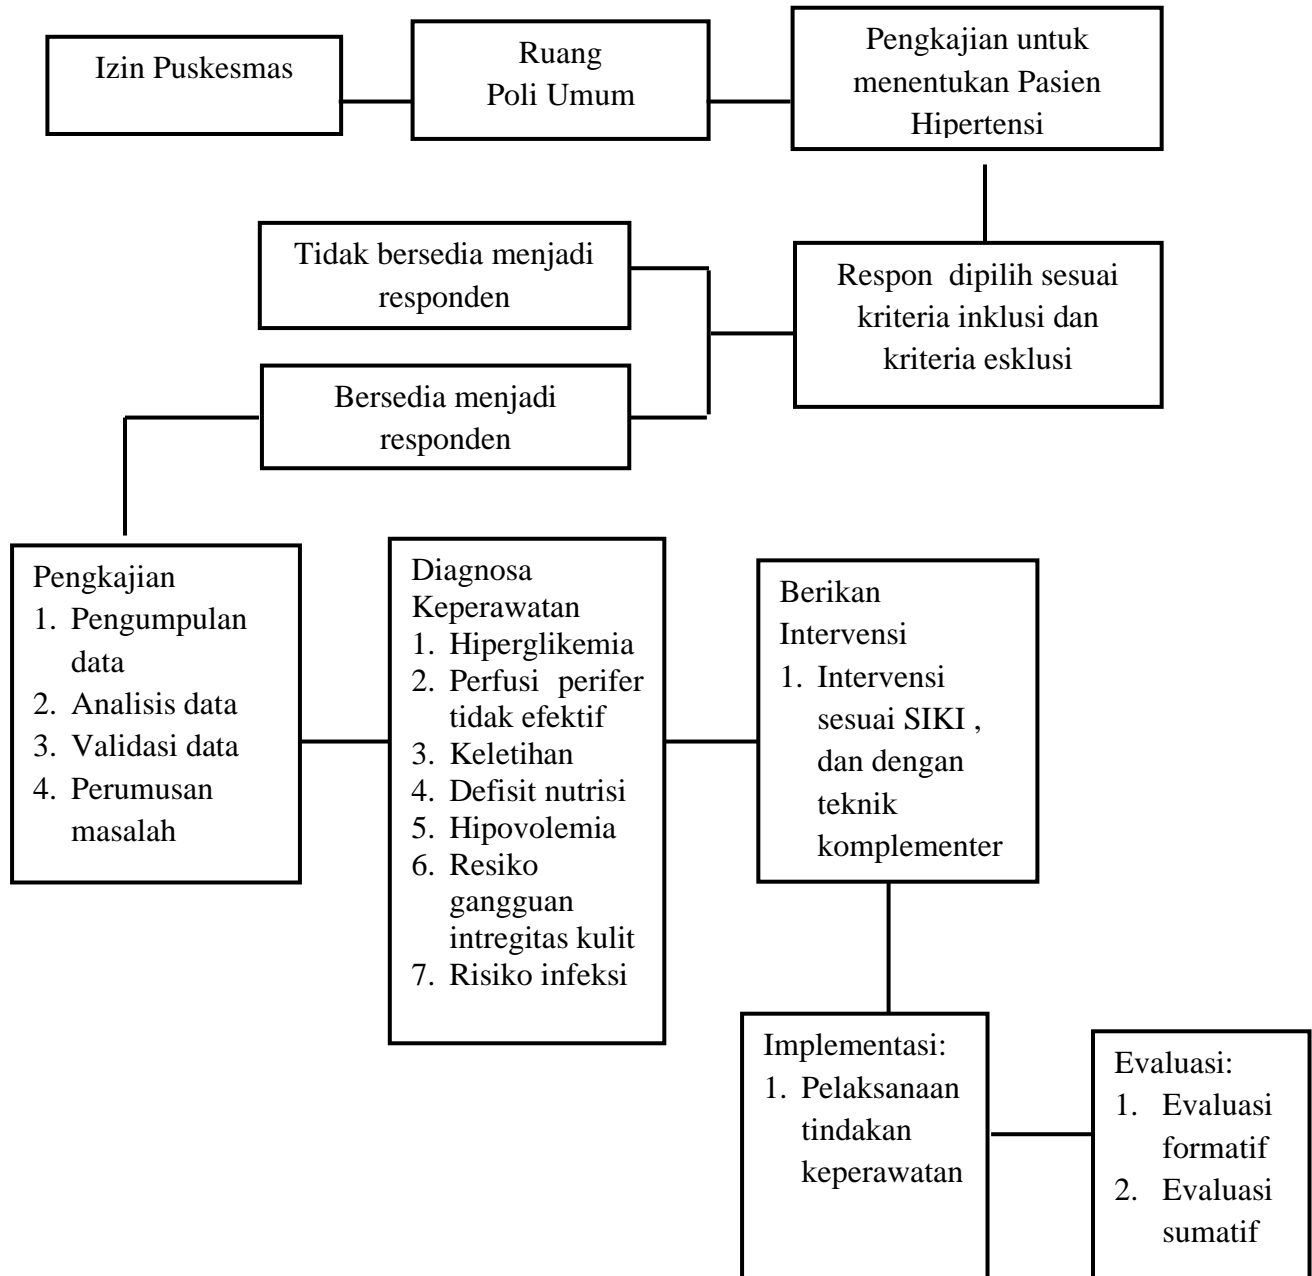 Izin Puskesmas
Ruang
Poli Umum
Pengkajian untuk
menentukan Pasien
Hipertensi
Tidak bersedia menjadi
responden
Respon dipilih sesuai
kriteria inklusi dan
kriteria esklusi
Bersedia menjadi
responden
Pengkajian
1. Pengumpulan
data
2. Analisis data
3. Validasi data
4. Perumusan
masalah
Diagnosa
Keperawatan
1. Hiperglikemia
2. Perfusi perifer
tidak efektif
3. Keletihan
4. Defisit nutrisi
5. Hipovolemia
6. Resiko
gangguan
intregitas kulit
7. Risiko infeksi
Berikan
Intervensi
1. Intervensi
sesuai SIKI ,
dan dengan
teknik
komplementer
Implementasi:
1. Pelaksanaan
tindakan
keperawatan
Evaluasi:
1. Evaluasi
formatif
2. Evaluasi
sumatif